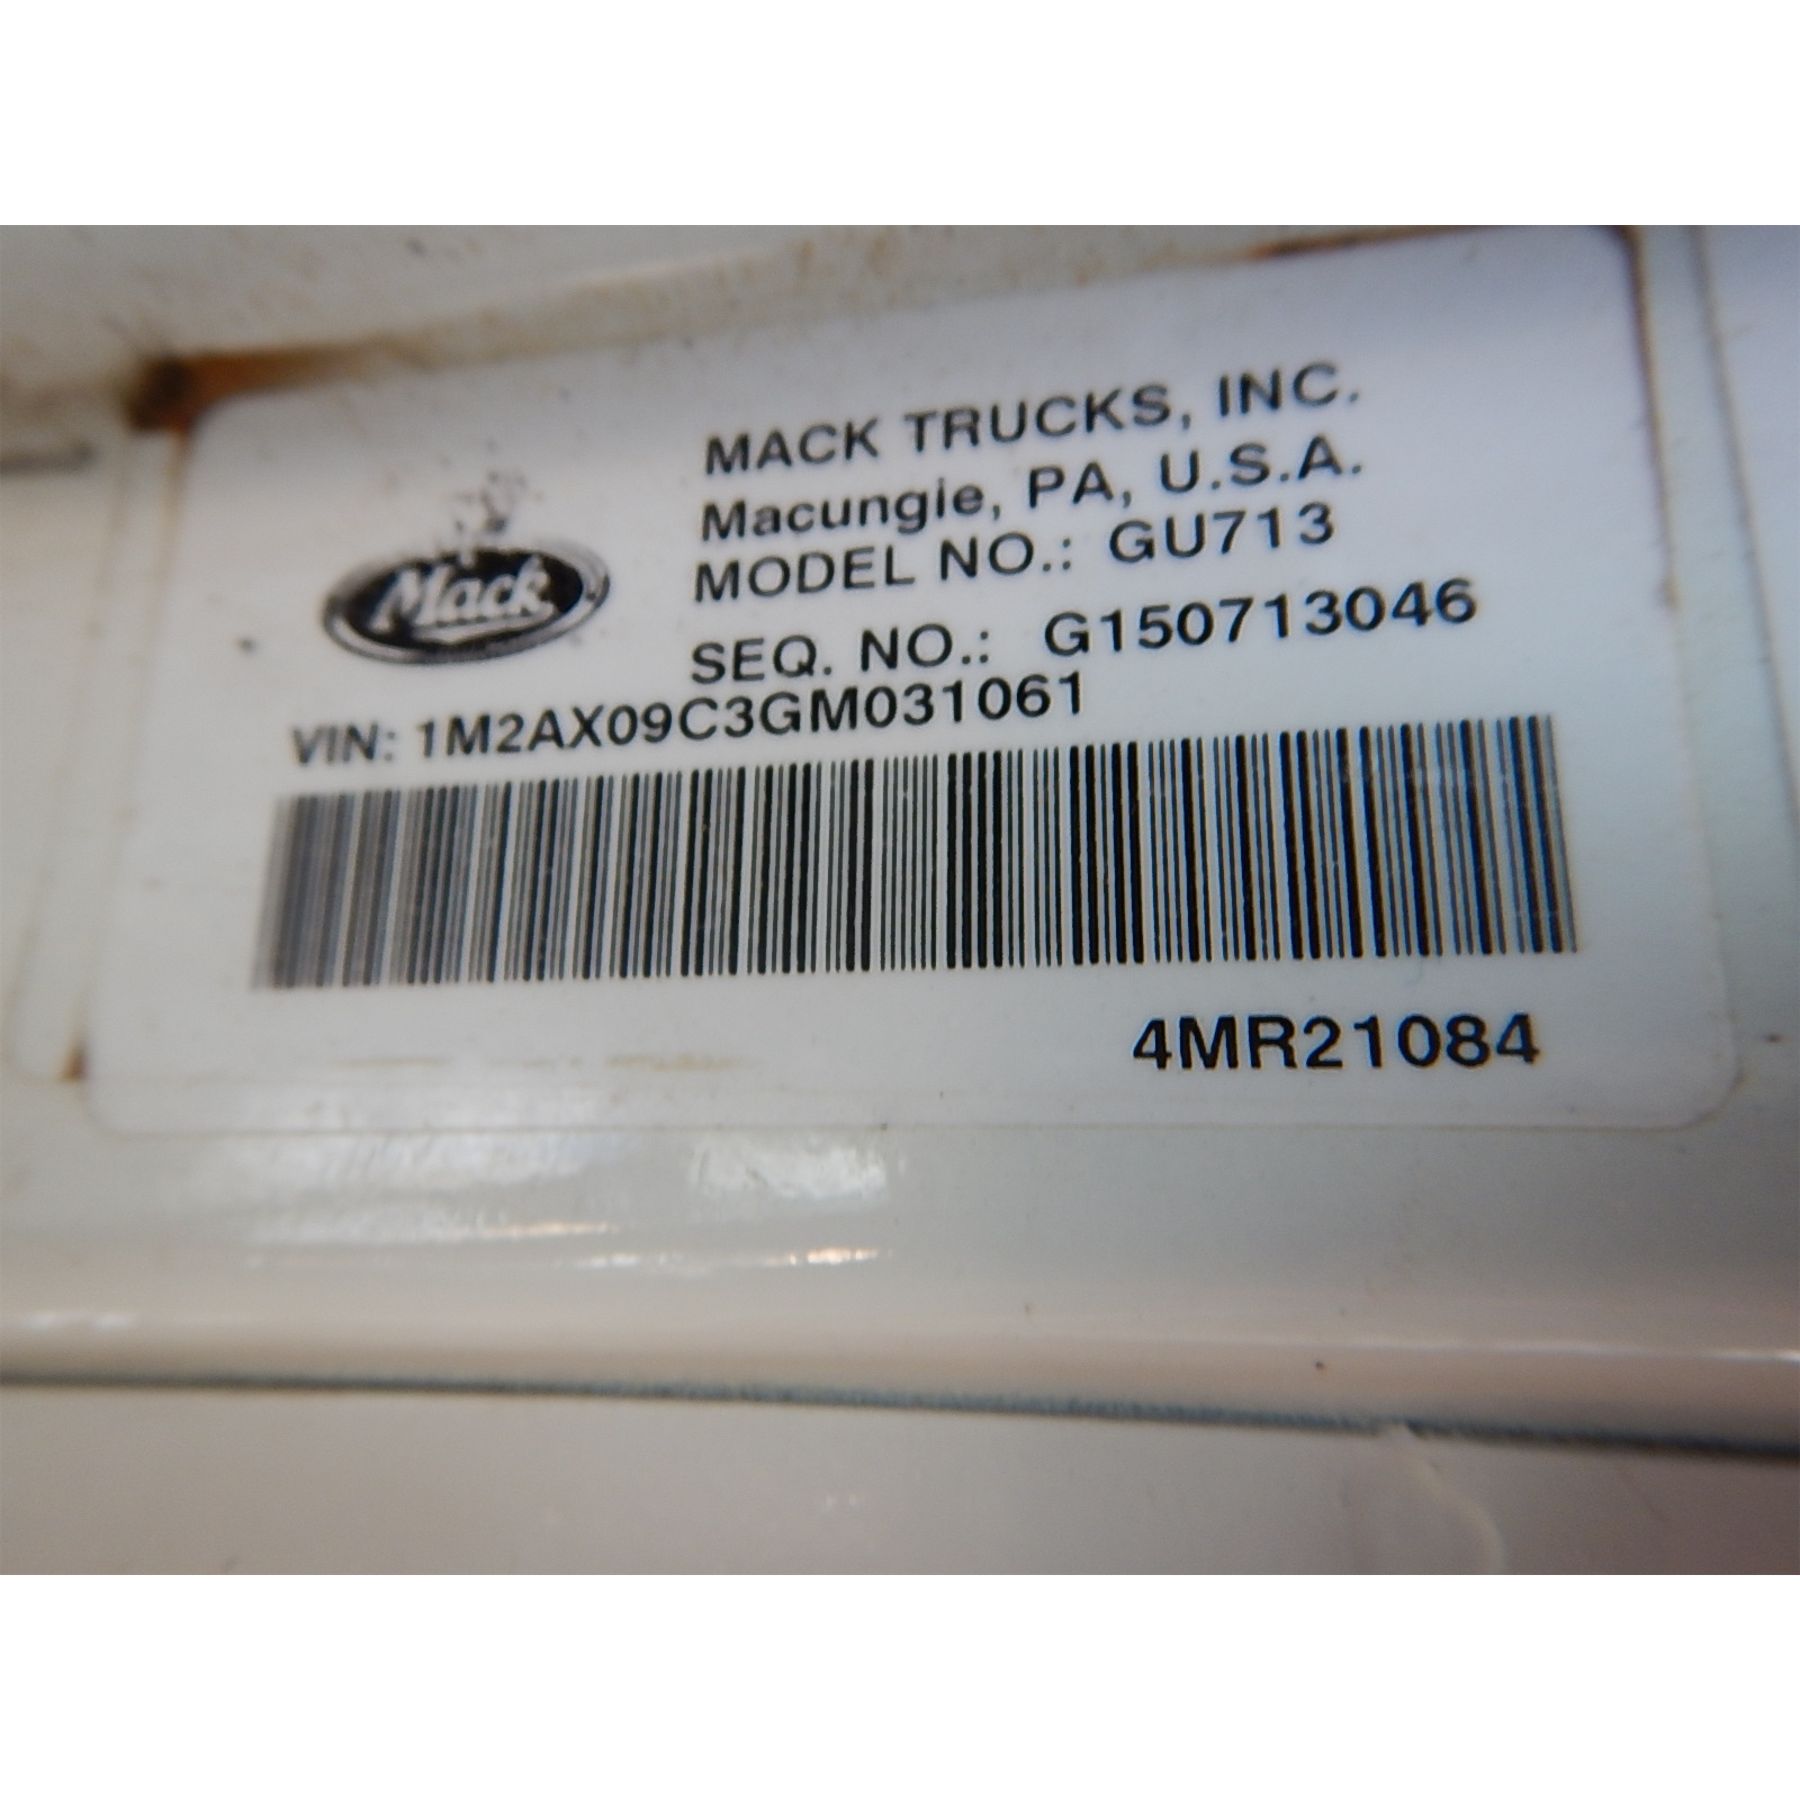 MACK TRUCKS, INC.
Macungie, PA, U.S.A.
MODEL NO.: GU713
Mack
SEQ. NO.: G150713046
VIN: 1M2AX09C3GM031061
4MR21084